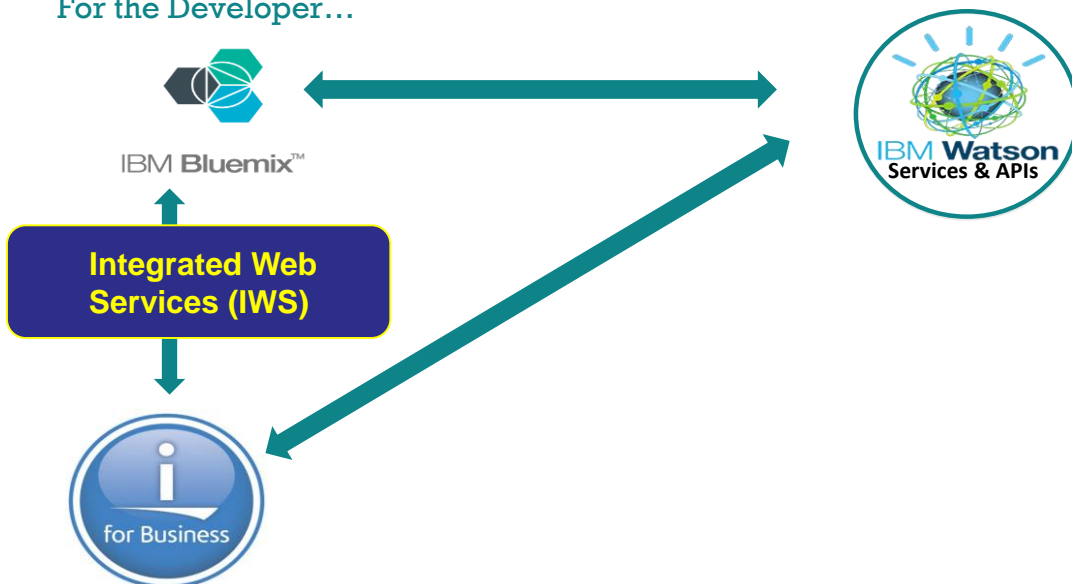 For the Developer…
IBM Bluemix™
IBM Watson
Services & APIs
Integrated Web
Services (IWS)
i
for Business